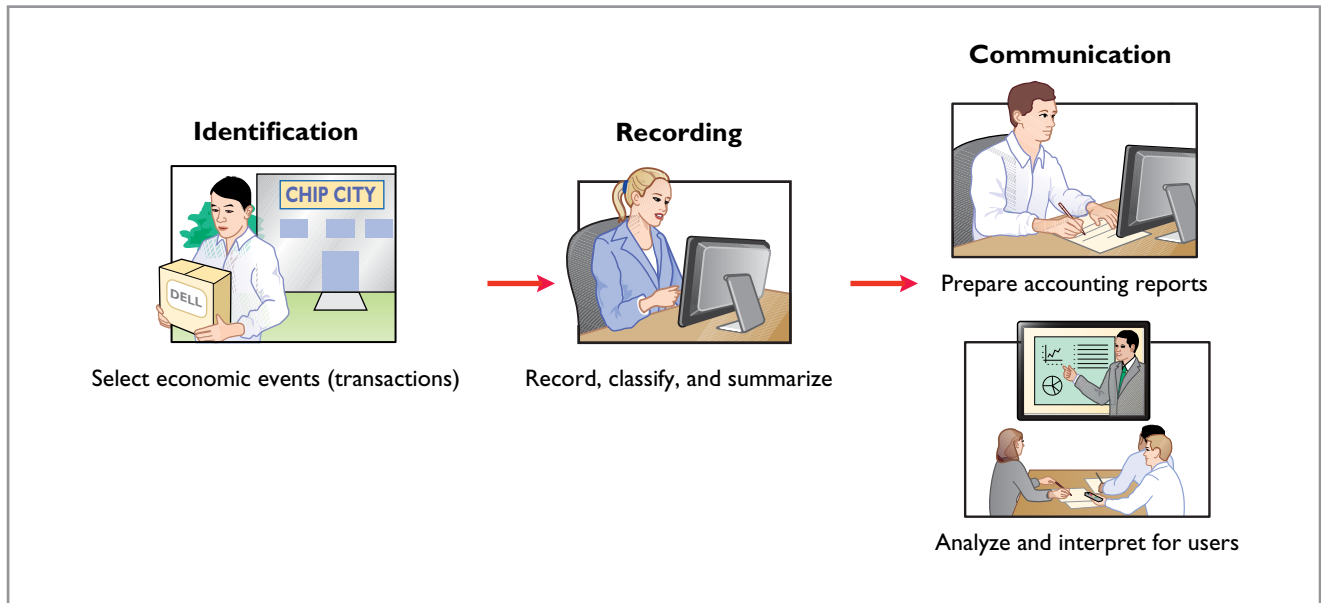 Identification
CHIP CITY
DELL
Select economic events (transactions)
Recording
Record, classify, and summarize
Communication
Prepare accounting reports
Analyze and interpret for users